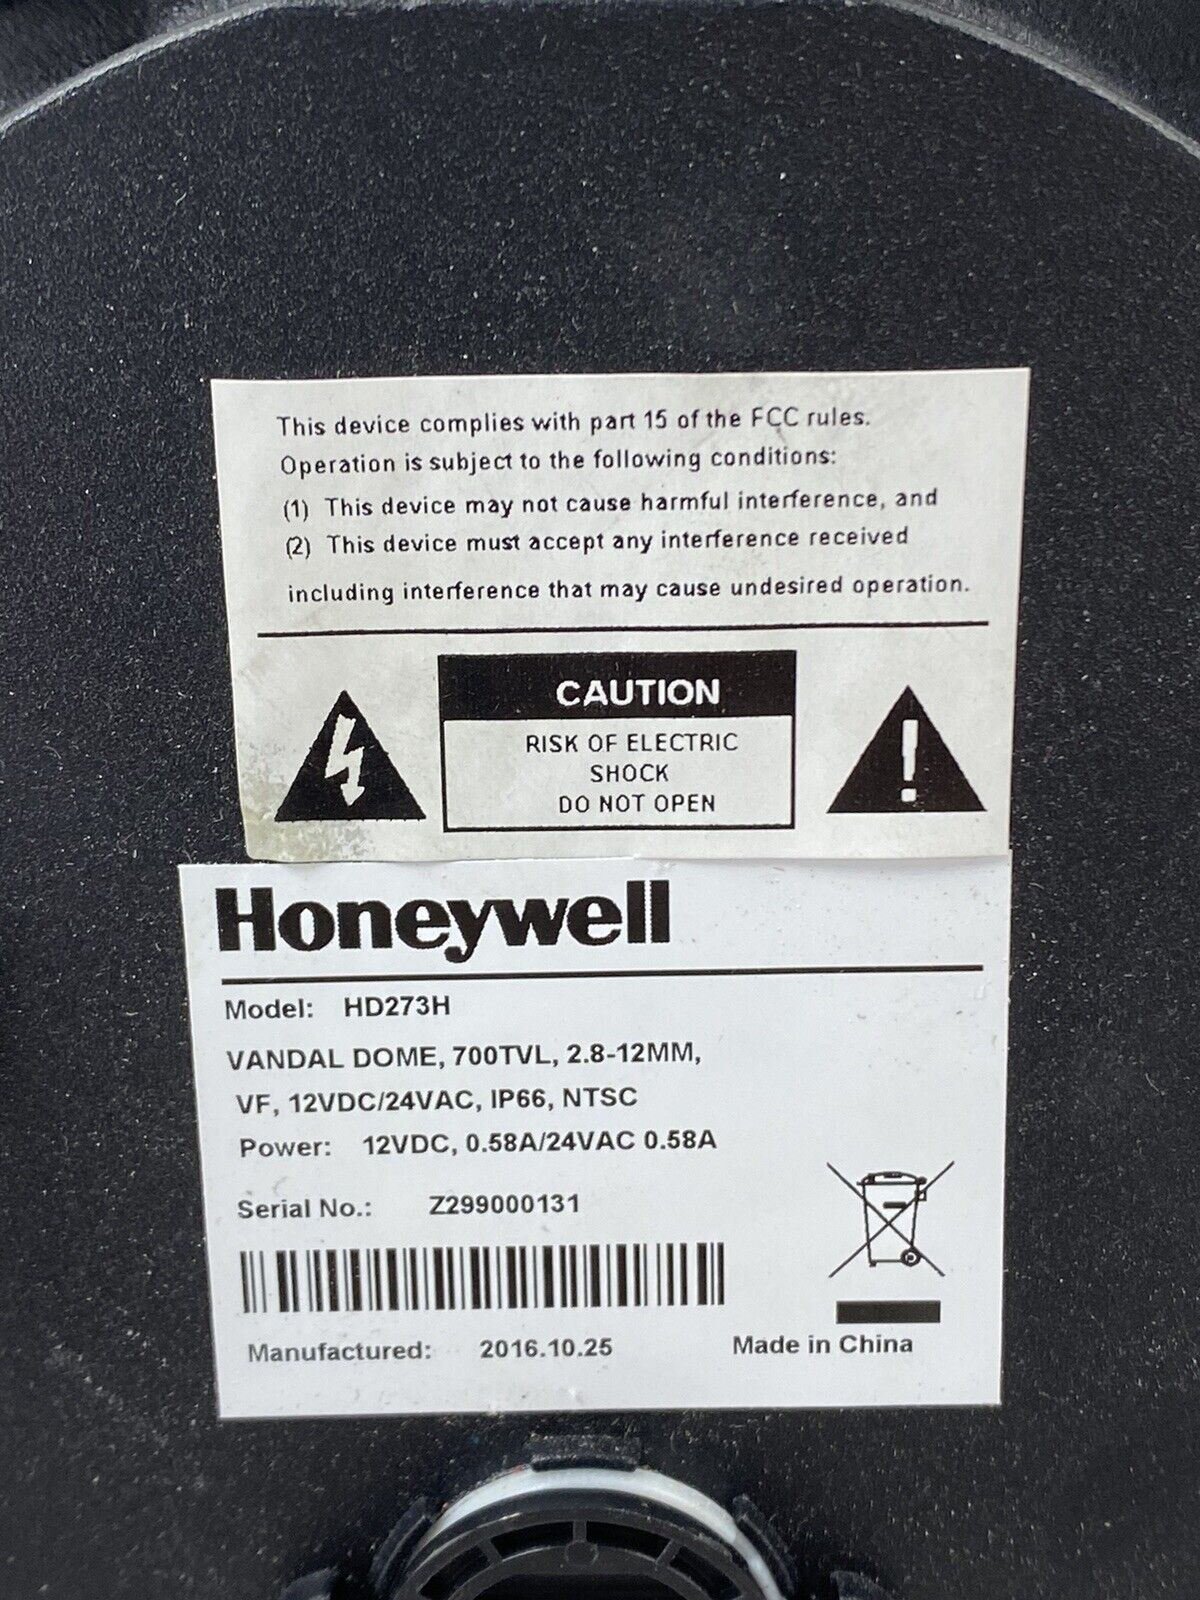 This device complies with part 15 of the FCC rules.
Operation is subject to the following conditions:
(1) This device may not cause harmful interference, and
(2) This device must accept any interference received
including interference that may cause undesired operation.
CAUTION
RISK OF ELECTRIC
SHOCK
DO NOT OPEN
Honeywell
Model: HD273H
VANDAL DOME, 700TVL, 2.8-12MM,
VF, 12VDC/24VAC, IP66, NTSC
Power: 12VDC, 0.58A/24VAC 0.58A
Serial No.: Z299000131
Manufactured: 2016.10.25 Made in China